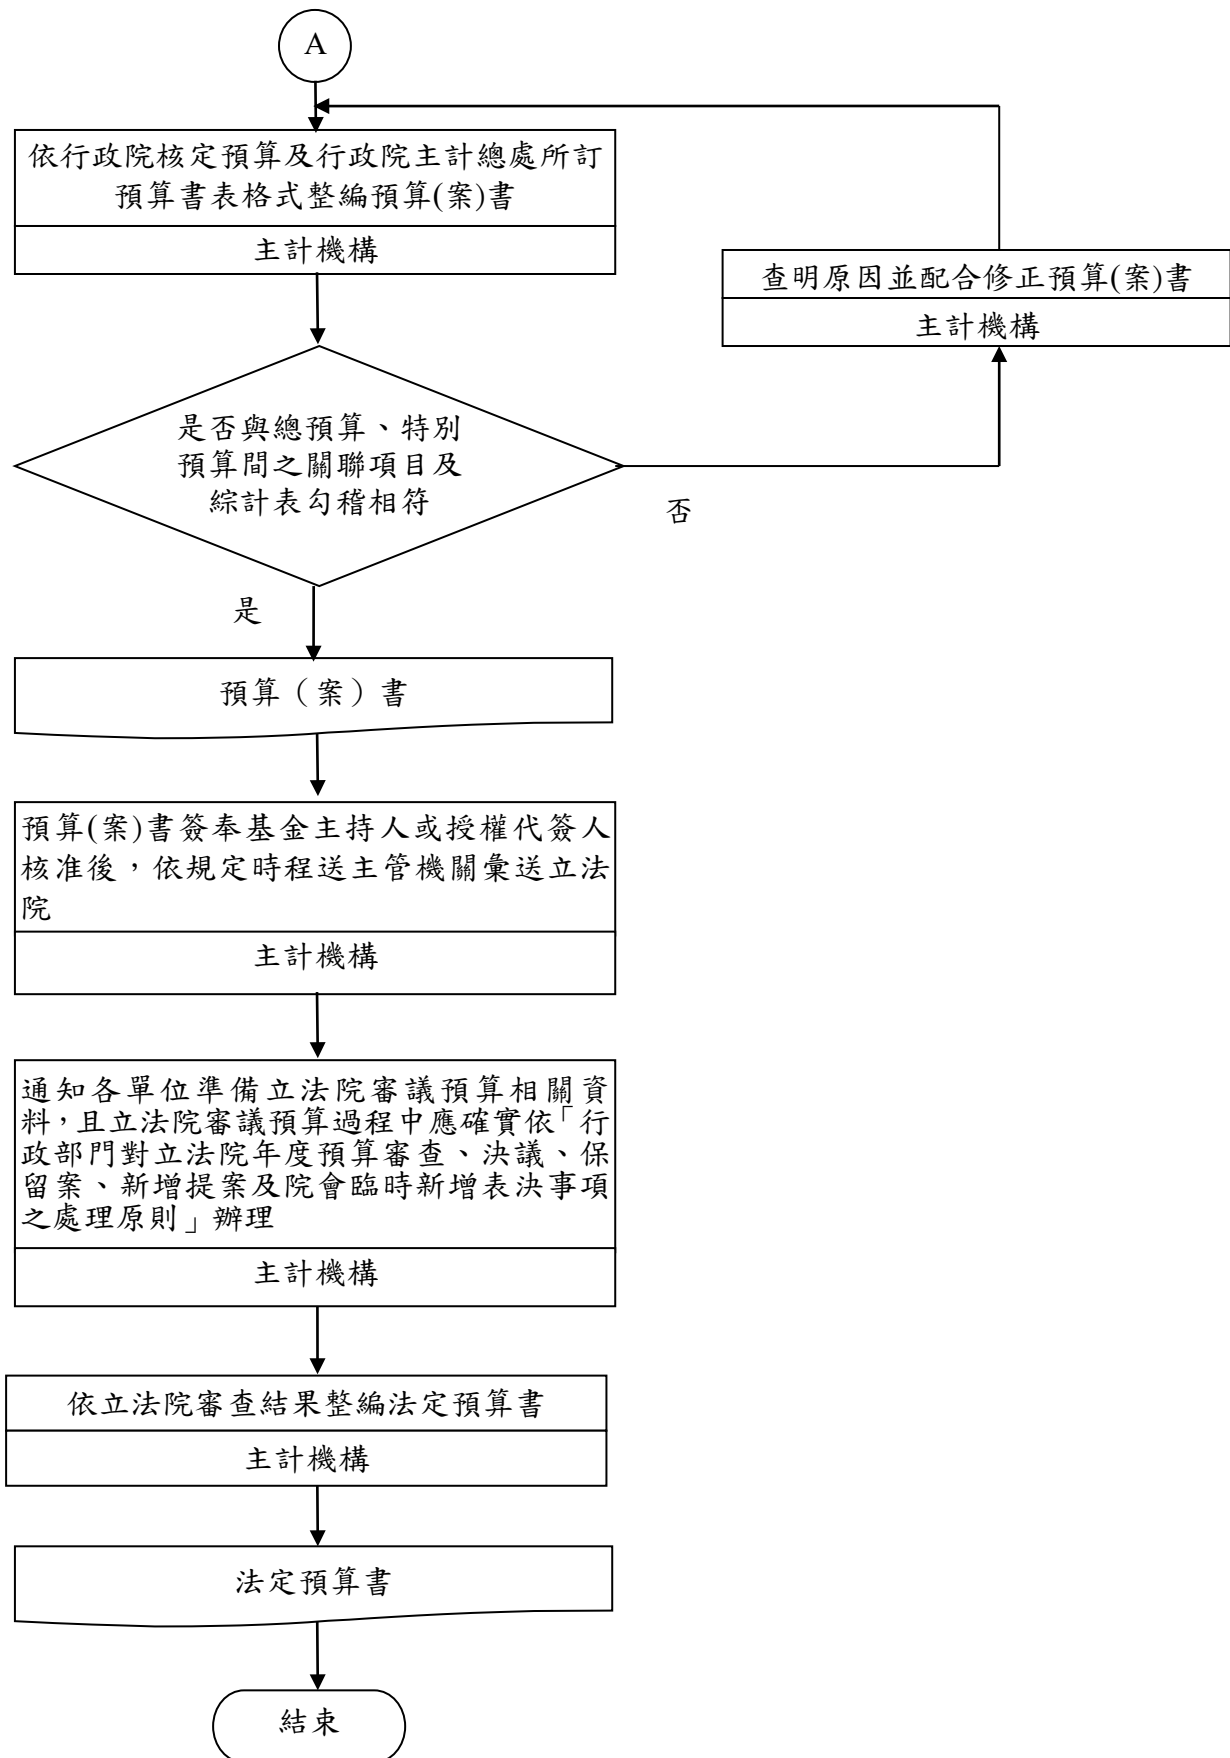 A
依行政院核定預算及行政院主計總處所訂
預算書表格式整編預算(案)書
主計機構
查明原因並配合修正預算(案)書
主計機構
是否與總預算、特別
預算間之關聯項目及
綜計表勾稽相符
否
是
預算（案）書
預算(案)書簽奉基金主持人或授權代簽人
核准後，依規定時程送主管機關彙送立法
院
主計機構
通知各單位準備立法院審議預算相關資
料，且立法院審議預算過程中應確實依「行
政部門對立法院年度預算審查、決議、保
留案、新增提案及院會臨時新增表決事項
之處理原則」辦理
主計機構
依立法院審查結果整編法定預算書
主計機構
法定預算書
結束